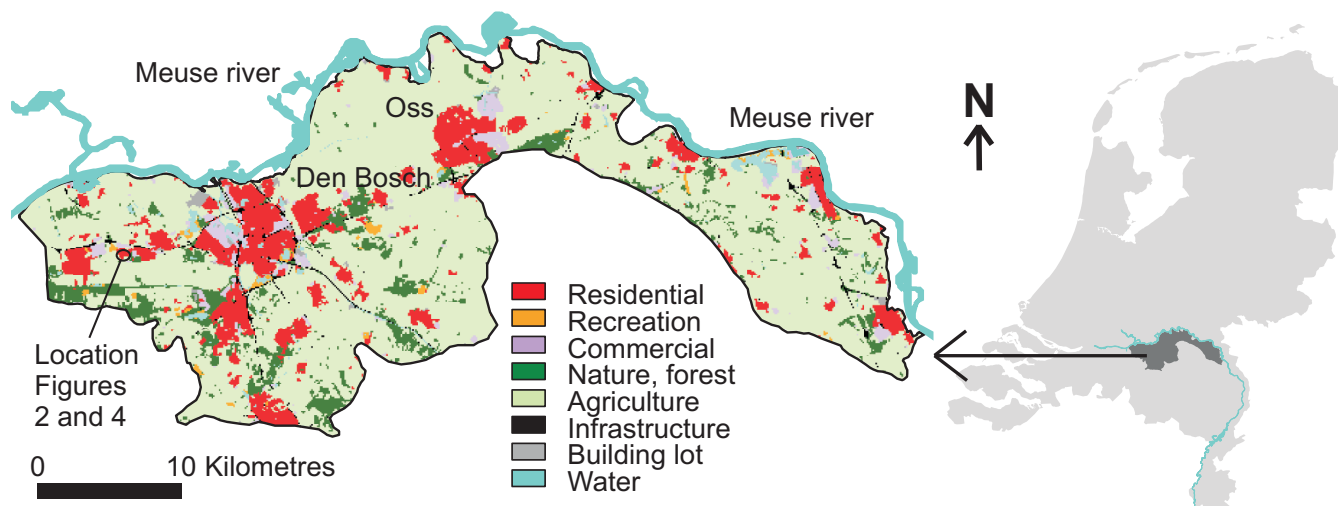 Meuse river
Oss
Meuse river
N
Den Bosch
Location
Figures
2 and 4
Residential
Recreation
Commercial
Nature, forest
Agriculture
Infrastructure
Building lot
Water
0 10 Kilometres